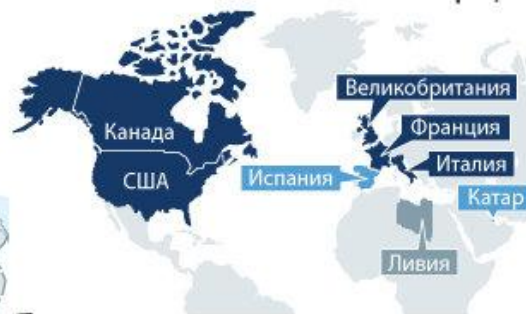 Великобритания
Канада
Франция
США
Италия
Испания
Катар
Ливия